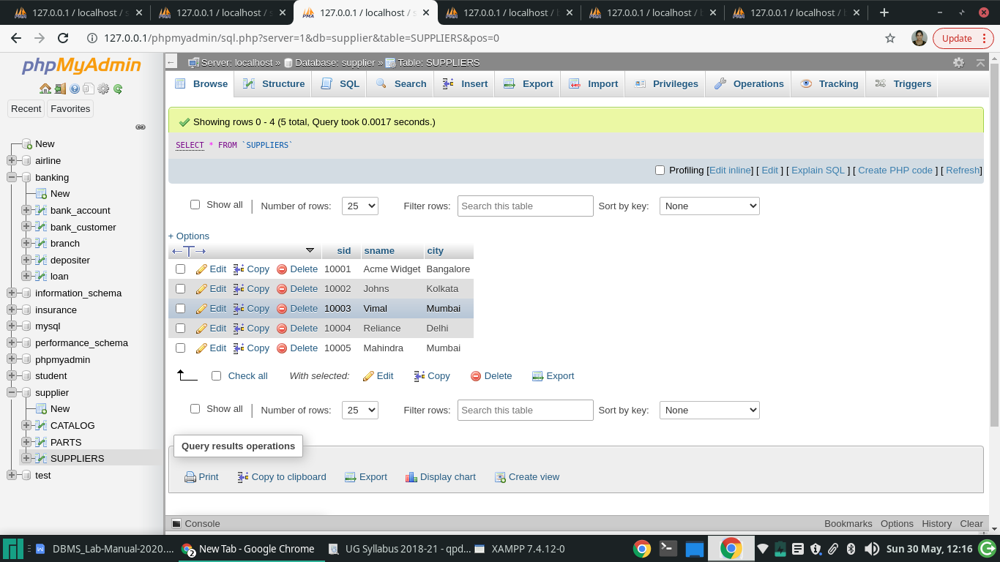 127.0.0.1 / localhost / s
127.0.0.1 / localhost / s
127.0.0.1 / localhost / s
127.0.0.1 / localhost / b
127.0.0.1 / localhost / b
127.0.0.1 / localhost / b
127.0.0.1/phpmyadmin/sql.php?server=1&db=supplier&table=SUPPLIERS&pos=0
Update
phpMyAdmin
Recent Favorites
New
airline
banking
New
bank_account
bank_customer
branch
depositer
loan
information_schema
insurance
mysql
performance_schema
phpmyadmin
student
supplier
New
CATALOG
PARTS
SUPPLIERS
test
Server: localhost » Database: supplier » Table: SUPPLIERS
Browse Structure SQL Search Insert Export Import Privileges Operations Tracking Triggers
Showing rows 0 - 4 (5 total, Query took 0.0017 seconds.)
SELECT * FROM `SUPPLIERS`
Profiling [Edit inline] [ Edit ] [ Explain SQL ] [ Create PHP code ] [ Refresh]
Show all | Number of rows: 25 Filter rows: Search this table Sort by key: None
+ Options
←T→ sid sname city
Edit Copy Delete 10001 Acme Widget Bangalore
Edit Copy Delete 10002 Johns Kolkata
Edit Copy Delete 10003 Vimal Mumbai
Edit Copy Delete 10004 Reliance Delhi
Edit Copy Delete 10005 Mahindra Mumbai
Check all With selected: Edit Copy Delete Export
Show all | Number of rows: 25 Filter rows: Search this table Sort by key: None
Query results operations
Print Copy to clipboard Export Display chart Create view
Console Bookmarks Options History Clear
DBMS_Lab-Manual-2020.... 2 New Tab - Google Chrome UG Syllabus 2018-21 - qpd... XAMPP 7.4.12-0 Sun 30 May, 12:16